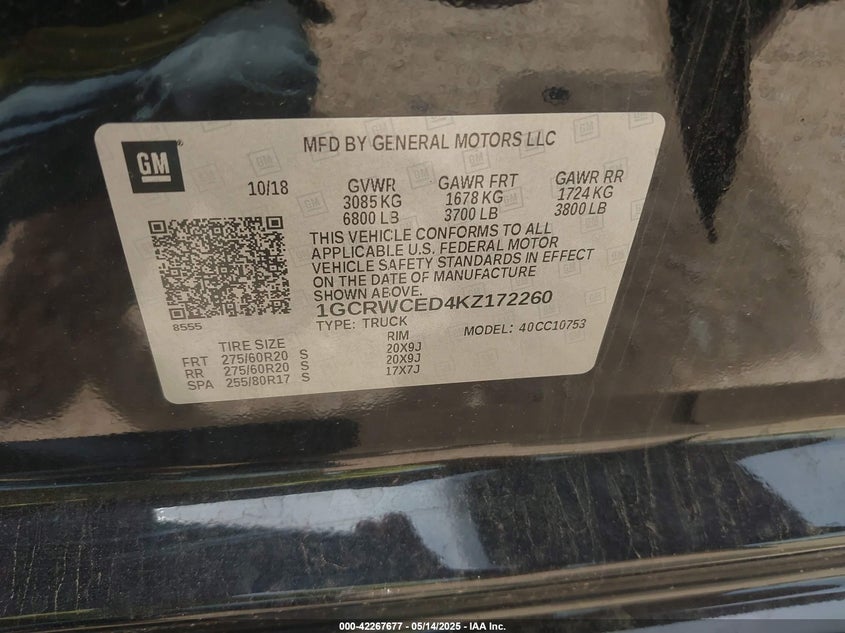 GM
MFD BY GENERAL MOTORS LLC
10/18
GVWR GAWR FRT GAWR RR
3085 KG 1678 KG 1724 KG
6800 LB 3700 LB 3800 LB
THIS VEHICLE CONFORMS TO ALL
APPLICABLE U.S. FEDERAL MOTOR
VEHICLE SAFETY STANDARDS IN EFFECT
ON THE DATE OF MANUFACTURE
SHOWN ABOVE.
1GCRWCED4KZ172260
8555
TYPE: TRUCK MODEL: 40CC10753
TIRE SIZE RIM
FRT 275/60R20 S 20X9J
RR 275/60R20 S 20X9J
SPA 255/80R17 S 17X7J
000-42267677 — 05/14/2025 — IAA Inc.